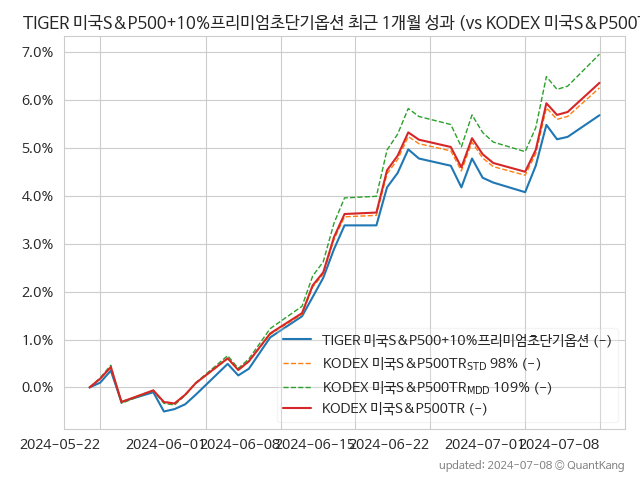 TIGER 미국S&P500+10%프리미엄초단기옵션 최근 1개월 성과 (vs KODEX 미국S&P500T
7.0%
6.0%
5.0%
4.0%
3.0%
2.0%
1.0%
0.0%
TIGER 미국S&P500+10%프리미엄초단기옵션 (-)
KODEX 미국S&P500TRSTD 98% (-)
KODEX 미국S&P500TRMDD 109% (-)
KODEX 미국S&P500TR (-)
2024-05-22 2024-06-01 2024-06-08 2024-06-15 2024-06-22 2024-07-01 2024-07-08
updated: 2024-07-08 © QuantKang